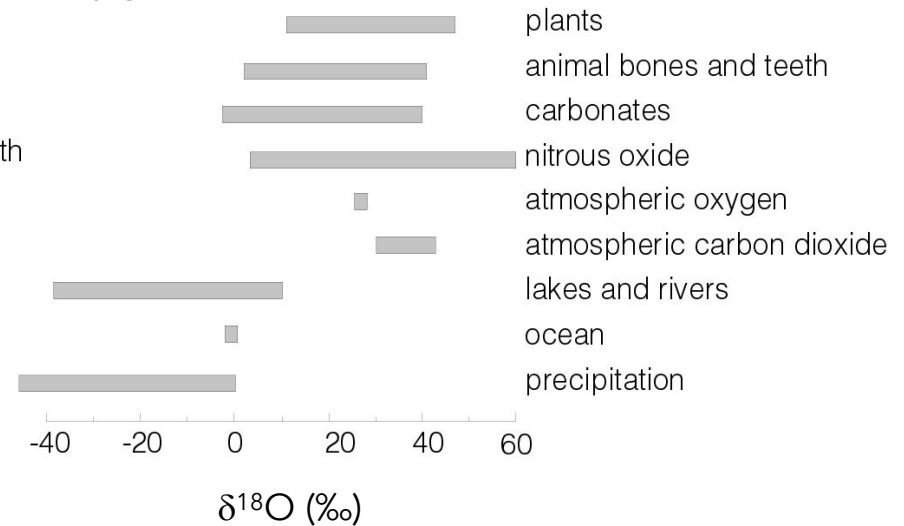 plants
animal bones and teeth
carbonates
th
nitrous oxide
atmospheric oxygen
atmospheric carbon dioxide
lakes and rivers
ocean
precipitation
-40 -20 0 20 40 60
δ¹⁸O (‰)